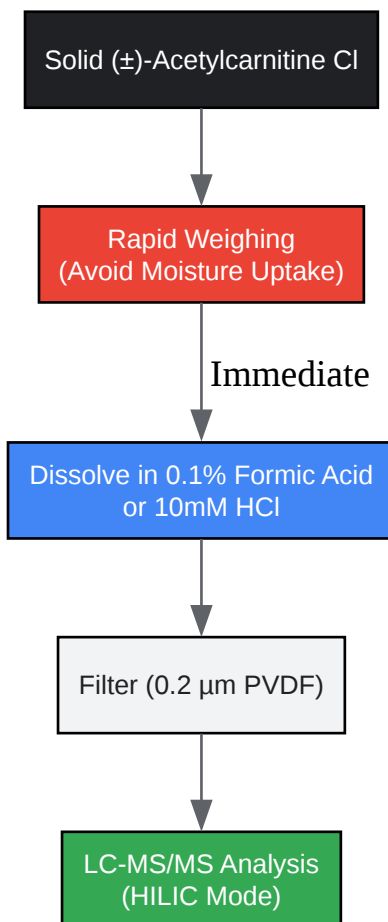 Solid (±)-Acetylcarnitine Cl
Rapid Weighing
(Avoid Moisture Uptake)
Immediate
Dissolve in 0.1% Formic Acid
or 10mM HCl
Filter (0.2 µm PVDF)
LC-MS/MS Analysis
(HILIC Mode)